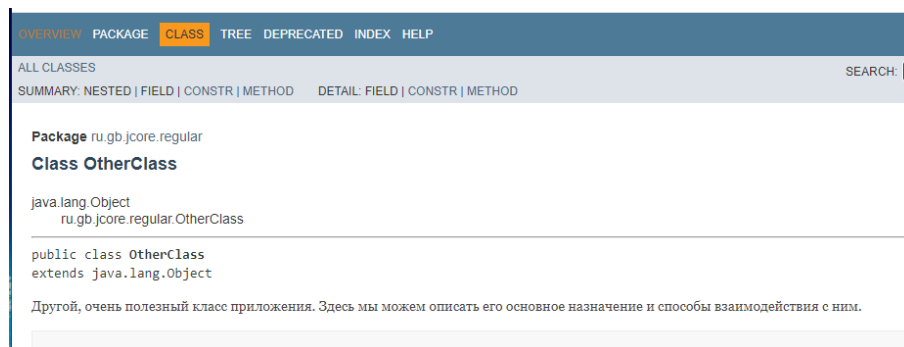 OVERVIEW PACKAGE CLASS TREE DEPRECATED INDEX HELP
ALL CLASSES
SEARCH:
SUMMARY: NESTED | FIELD | CONSTR | METHOD DETAIL: FIELD | CONSTR | METHOD
Package ru.gb.jcore.regular
Class OtherClass
java.lang.Object
ru.gb.jcore.regular.OtherClass
public class OtherClass
extends java.lang.Object
Другой, очень полезный класс приложения. Здесь мы можем описать его основное назначение и способы взаимодействия с ним.